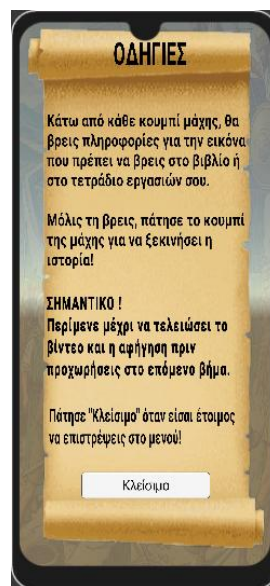 ΟΔΗΓΙΕΣ
Κάτω από κάθε κουμπί μάχης, θα
βρεις πληροφορίες για την εικόνα
που πρέπει να βρεις στο βιβλίο ή
στο τετράδιο εργασιών σου.
Μόλις τη βρεις, πάτησε το κουμπί
της μάχης για να ξεκινήσει η
ιστορία!
ΣΗΜΑΝΤΙΚΟ !
Περίμενε μέχρι να τελειώσει το
βίντεο και η αφήγηση πριν
προχωρήσεις στο επόμενο βήμα.
Πάτησε "Κλείσιμο" όταν είσαι έτοιμος
να επιστρέψεις στο μενού!
Κλείσιμο